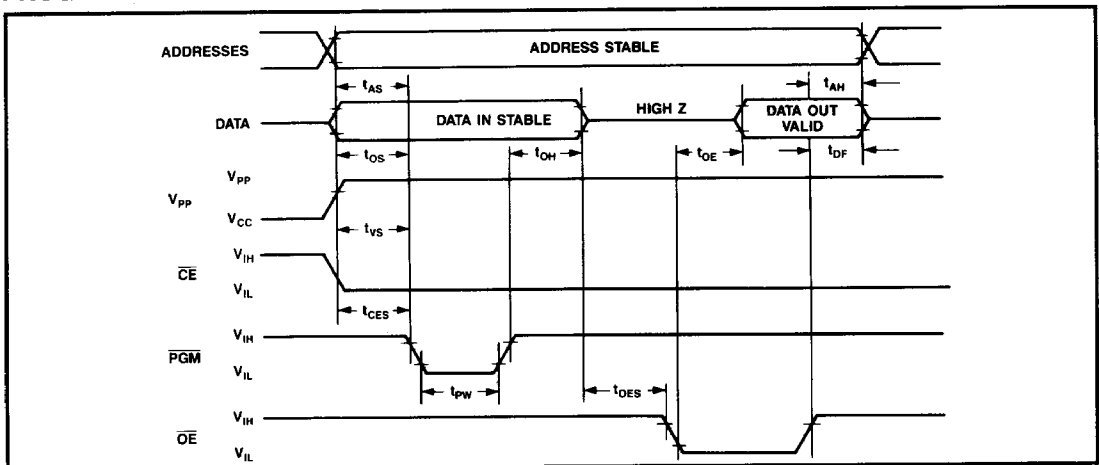 ADDRESSES
ADDRESS STABLE
tAS
tAH
DATA
DATA IN STABLE
HIGH Z
DATA OUT
VALID
tOS
tOH
tOE
tDF
VPP
VPP
VCC
tVS
CE
VIH
VIL
tCES
PGM
VIH
VIL
tPW
tOES
OE
VIH
VIL